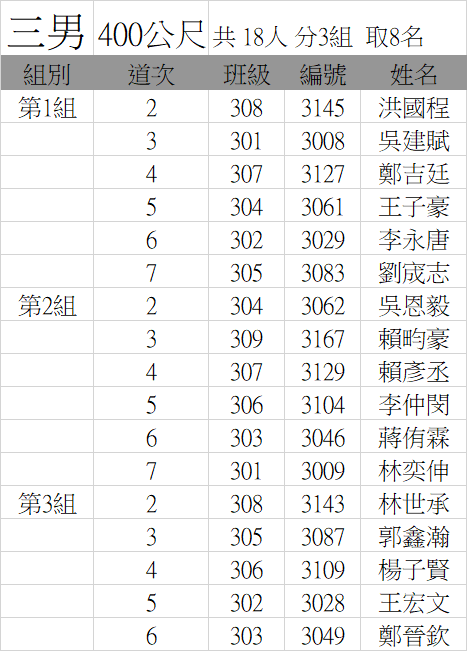 三男 400公尺 共 18人 分3組 取8名
組別 道次 班級 編號 姓名
第1組 2 308 3145 洪國程
3 301 3008 吳建賦
4 307 3127 鄭吉廷
5 304 3061 王子豪
6 302 3029 李永唐
7 305 3083 劉宬志
第2組 2 304 3062 吳恩毅
3 309 3167 賴畇豪
4 307 3129 賴彥丞
5 306 3104 李仲閔
6 303 3046 蔣侑霖
7 301 3009 林奕伸
第3組 2 308 3143 林世承
3 305 3087 郭鑫瀚
4 306 3109 楊子賢
5 302 3028 王宏文
6 303 3049 鄭晉欽